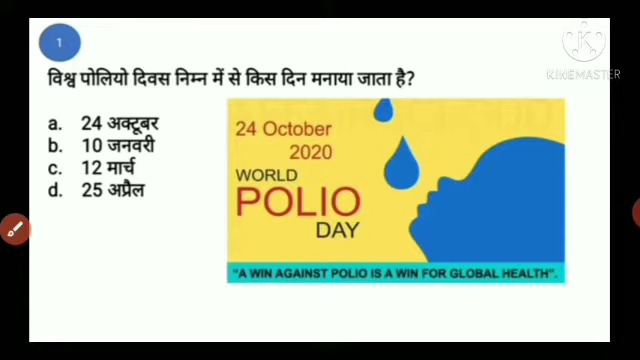 1
KINEMASTER
विश्व पोलियो दिवस निम्न में से किस दिन मनाया जाता है?
a. 24 अक्टूबर
b. 10 जनवरी
c. 12 मार्च
d. 25 अप्रैल
24 October
2020
WORLD
POLIO
DAY
"A WIN AGAINST POLIO IS A WIN FOR GLOBAL HEALTH".